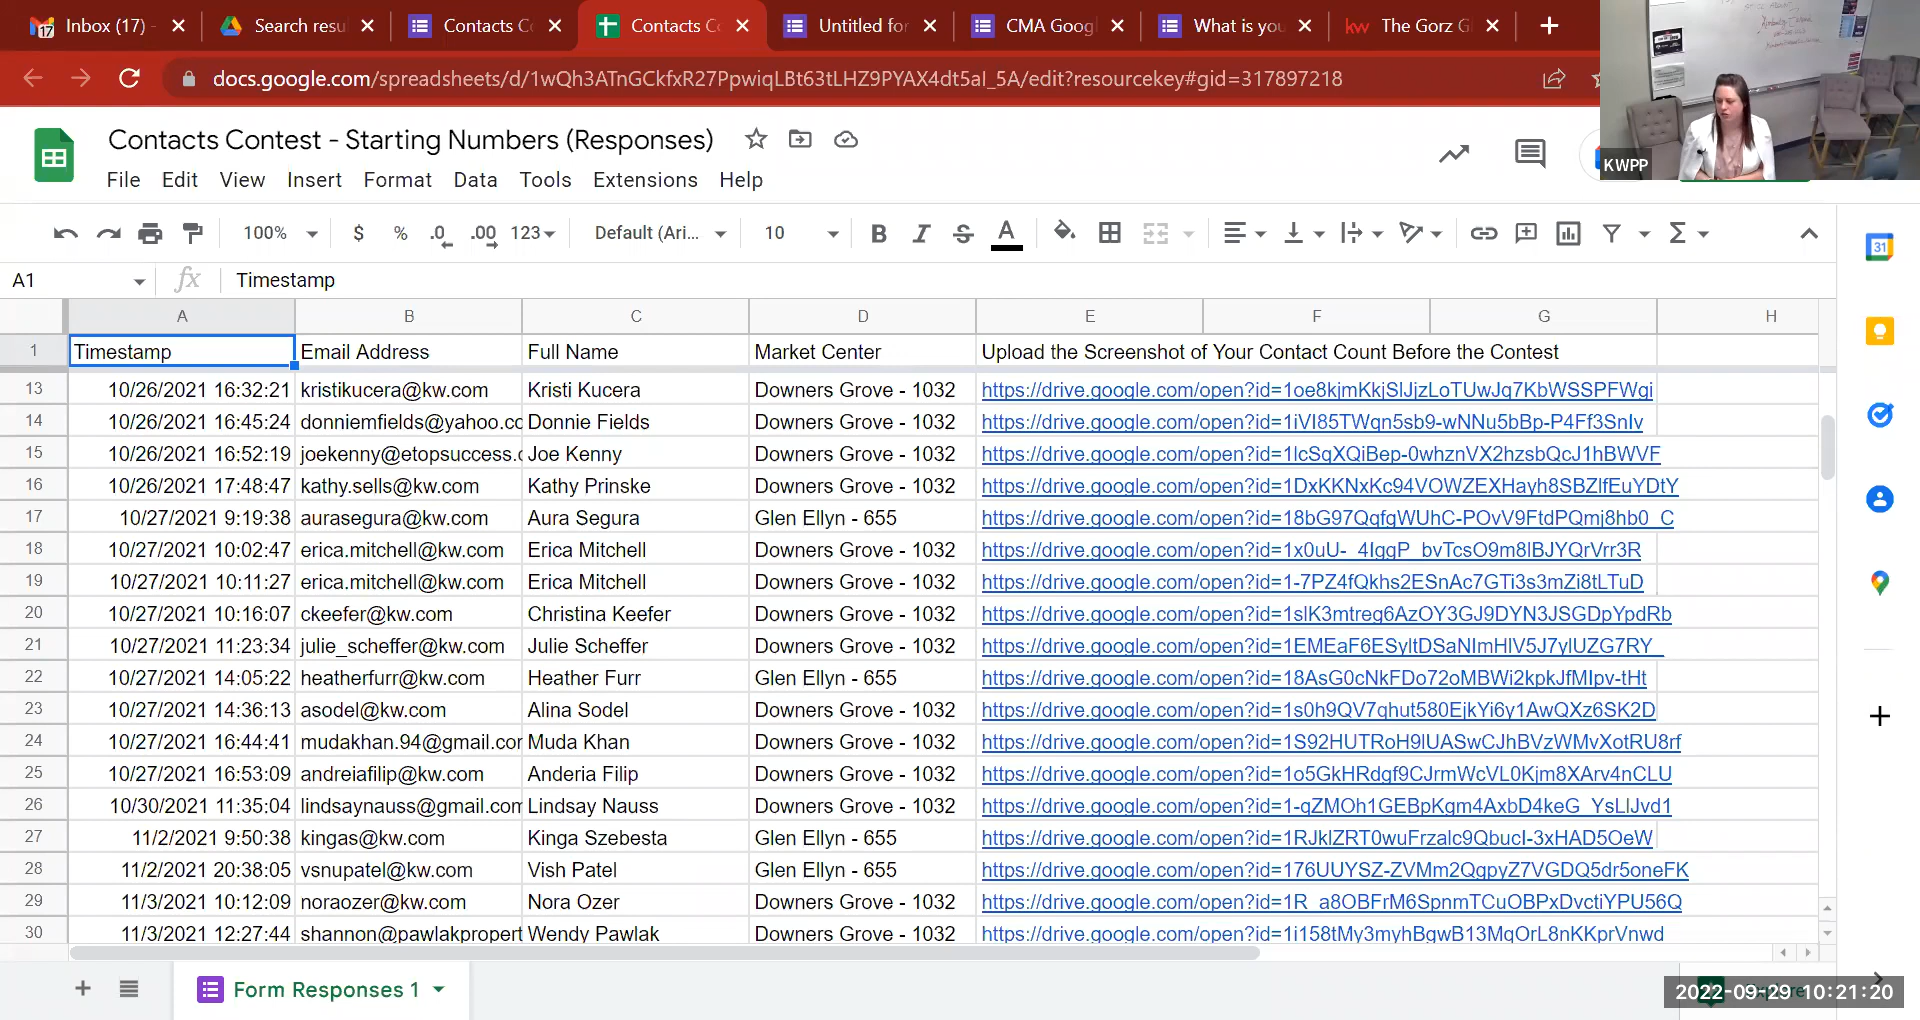 Inbox (17) -
Search resu
Contacts Co
Contacts Co
Untitled for
CMA Goog
What is you
kw The Gorz G
docs.google.com/spreadsheets/d/1wQh3ATnGCkfxR27PpwiqLBt63tLHZ9PYAX4dt5aI_5A/edit?resourcekey#gid=317897218
KWPP
Contacts Contest - Starting Numbers (Responses)
File Edit View Insert Format Data Tools Extensions Help
100% $ % .0 .00 123 Default (Ari... 10 B I S A
31
A1 fx Timestamp
A B C D E F G H
1 Timestamp Email Address Full Name Market Center Upload the Screenshot of Your Contact Count Before the Contest
13 10/26/2021 16:32:21 kristikucera@kw.com Kristi Kucera Downers Grove - 1032 https://drive.google.com/open?id=1oe8kjmKkjSIJjzLoTUwJq7KbWSSPFWqi
14 10/26/2021 16:45:24 donniemfields@yahoo.cc Donnie Fields Downers Grove - 1032 https://drive.google.com/open?id=1iVI85TWqn5sb9-wNNu5bBp-P4Ff3SnIv
15 10/26/2021 16:52:19 joekenny@etopsuccess.c Joe Kenny Downers Grove - 1032 https://drive.google.com/open?id=1lcSqXQiBep-0whznVX2hzsbQcJ1hBWVF
16 10/26/2021 17:48:47 kathy.sells@kw.com Kathy Prinske Downers Grove - 1032 https://drive.google.com/open?id=1DxKKNxKc94VOWZEXHayh8SBZlfEuYDtY
17 10/27/2021 9:19:38 aurasegura@kw.com Aura Segura Glen Ellyn - 655 https://drive.google.com/open?id=18bG97QqfgWUhC-POvV9FtdPQmj8hb0_C
18 10/27/2021 10:02:47 erica.mitchell@kw.com Erica Mitchell Downers Grove - 1032 https://drive.google.com/open?id=1x0uU-_4IggP_bvTcsO9m8lBJYQrVrr3R
19 10/27/2021 10:11:27 erica.mitchell@kw.com Erica Mitchell Downers Grove - 1032 https://drive.google.com/open?id=1-7PZ4fQkhs2ESnAc7GTi3s3mZi8tLTuD
20 10/27/2021 10:16:07 ckeefer@kw.com Christina Keefer Downers Grove - 1032 https://drive.google.com/open?id=1slK3mtreg6AzOY3GJ9DYN3JSGDpYpdRb
21 10/27/2021 11:23:34 julie_scheffer@kw.com Julie Scheffer Downers Grove - 1032 https://drive.google.com/open?id=1EMEaF6ESyltDSaNImHlV5J7ylUZG7RY_
22 10/27/2021 14:05:22 heatherfurr@kw.com Heather Furr Glen Ellyn - 655 https://drive.google.com/open?id=18AsG0cNkFDo72oMBWi2kpkJfMIpv-tHt
23 10/27/2021 14:36:13 asodel@kw.com Alina Sodel Downers Grove - 1032 https://drive.google.com/open?id=1s0h9QV7qhut580EjkYi6y1AwQXz6SK2D
24 10/27/2021 16:44:41 mudakhan.94@gmail.cor Muda Khan Downers Grove - 1032 https://drive.google.com/open?id=1S92HUTRoH9lUASwCJhBVzWMvXotRU8rf
25 10/27/2021 16:53:09 andreiafilip@kw.com Anderia Filip Downers Grove - 1032 https://drive.google.com/open?id=1o5GkHRdgf9CJrmWcVL0Kjm8XArv4nCLU
26 10/30/2021 11:35:04 lindsaynauss@gmail.com Lindsay Nauss Downers Grove - 1032 https://drive.google.com/open?id=1-qZMOh1GEBpKgm4AxbD4keG_YsLlJvd1
27 11/2/2021 9:50:38 kingas@kw.com Kinga Szebesta Glen Ellyn - 655 https://drive.google.com/open?id=1RJklZRT0wuFrzalc9QbucI-3xHAD5OeW
28 11/2/2021 20:38:05 vsnupatel@kw.com Vish Patel Glen Ellyn - 655 https://drive.google.com/open?id=176UUYSZ-ZVMm2QgpyZ7VGDQ5dr5oneFK
29 11/3/2021 10:12:09 noraozer@kw.com Nora Ozer Downers Grove - 1032 https://drive.google.com/open?id=1R_a8OBFrM6SpnmTCuOBPxDvctiYPU56Q
30 11/3/2021 12:27:44 shannon@pawlakpropert Wendy Pawlak Downers Grove - 1032 https://drive.google.com/open?id=1i158tMy3myhBgwB13MqOrL8nKKprVnwd
Form Responses 1
2022-09-29 10:21:20